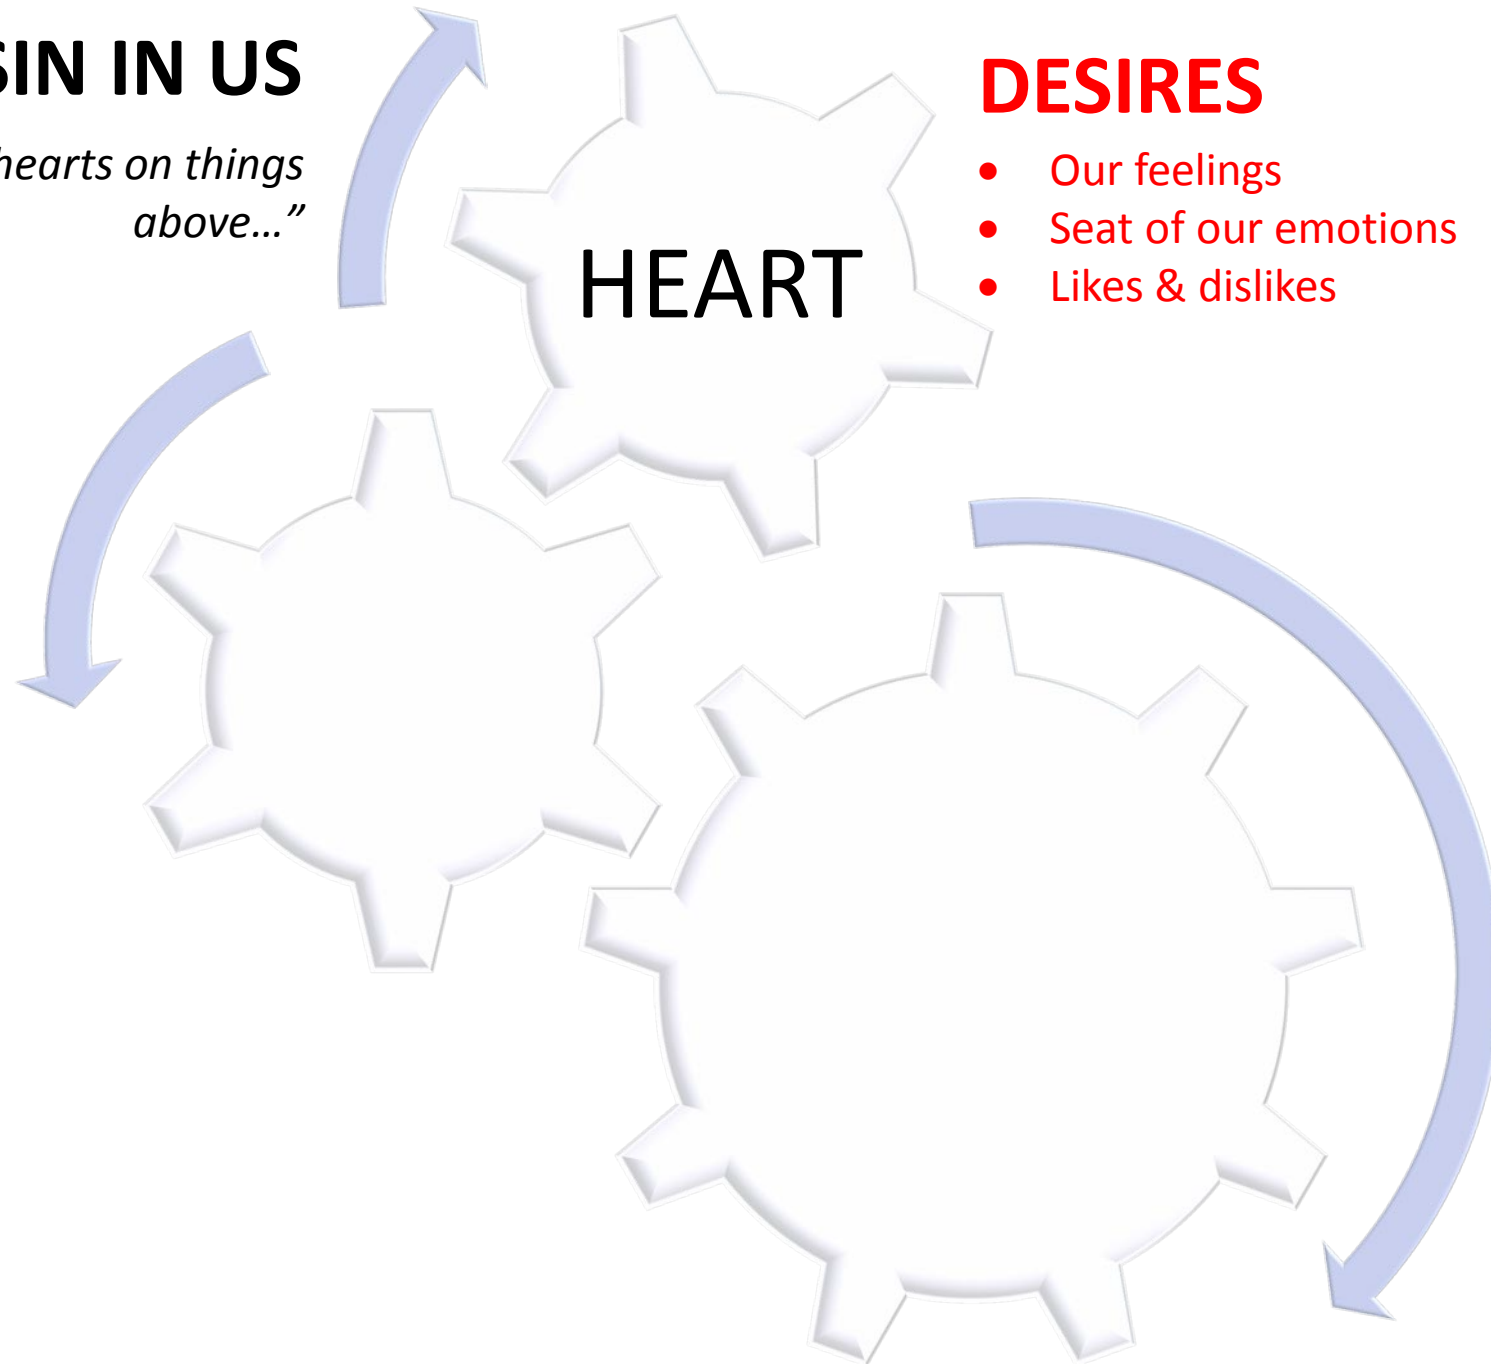 SIN IN US
hearts on things
above…”
HEART
DESIRES
• Our feelings
• Seat of our emotions
• Likes & dislikes